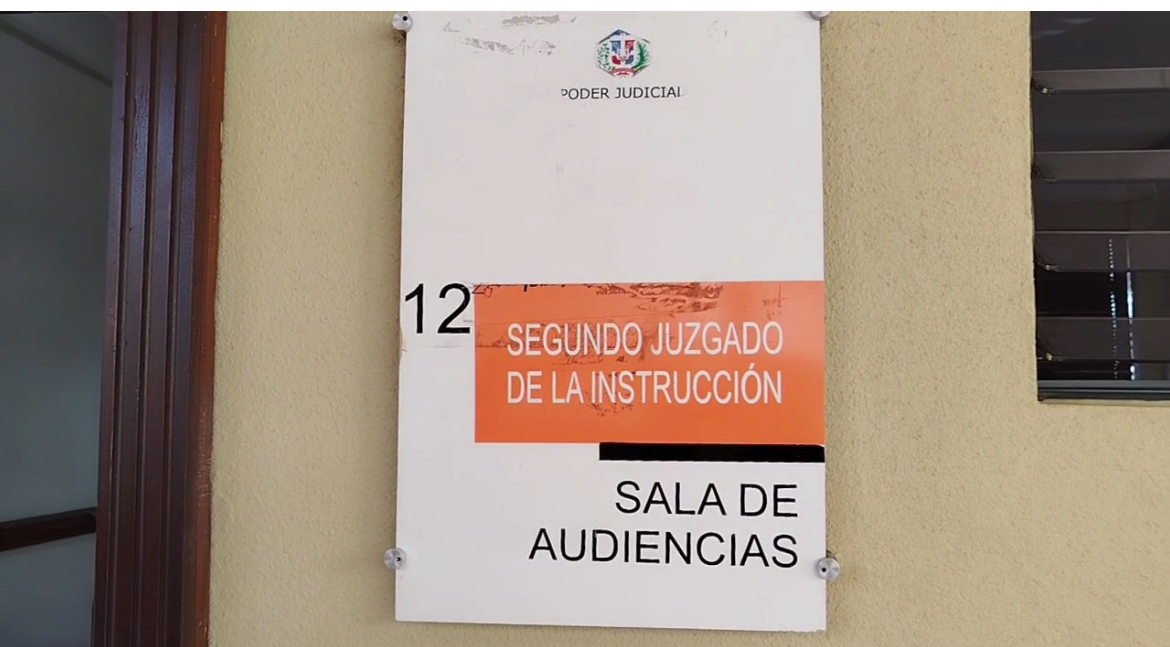 PODER JUDICIAL
12
SEGUNDO JUZGADO
DE LA INSTRUCCIÓN
SALA DE
AUDIENCIAS